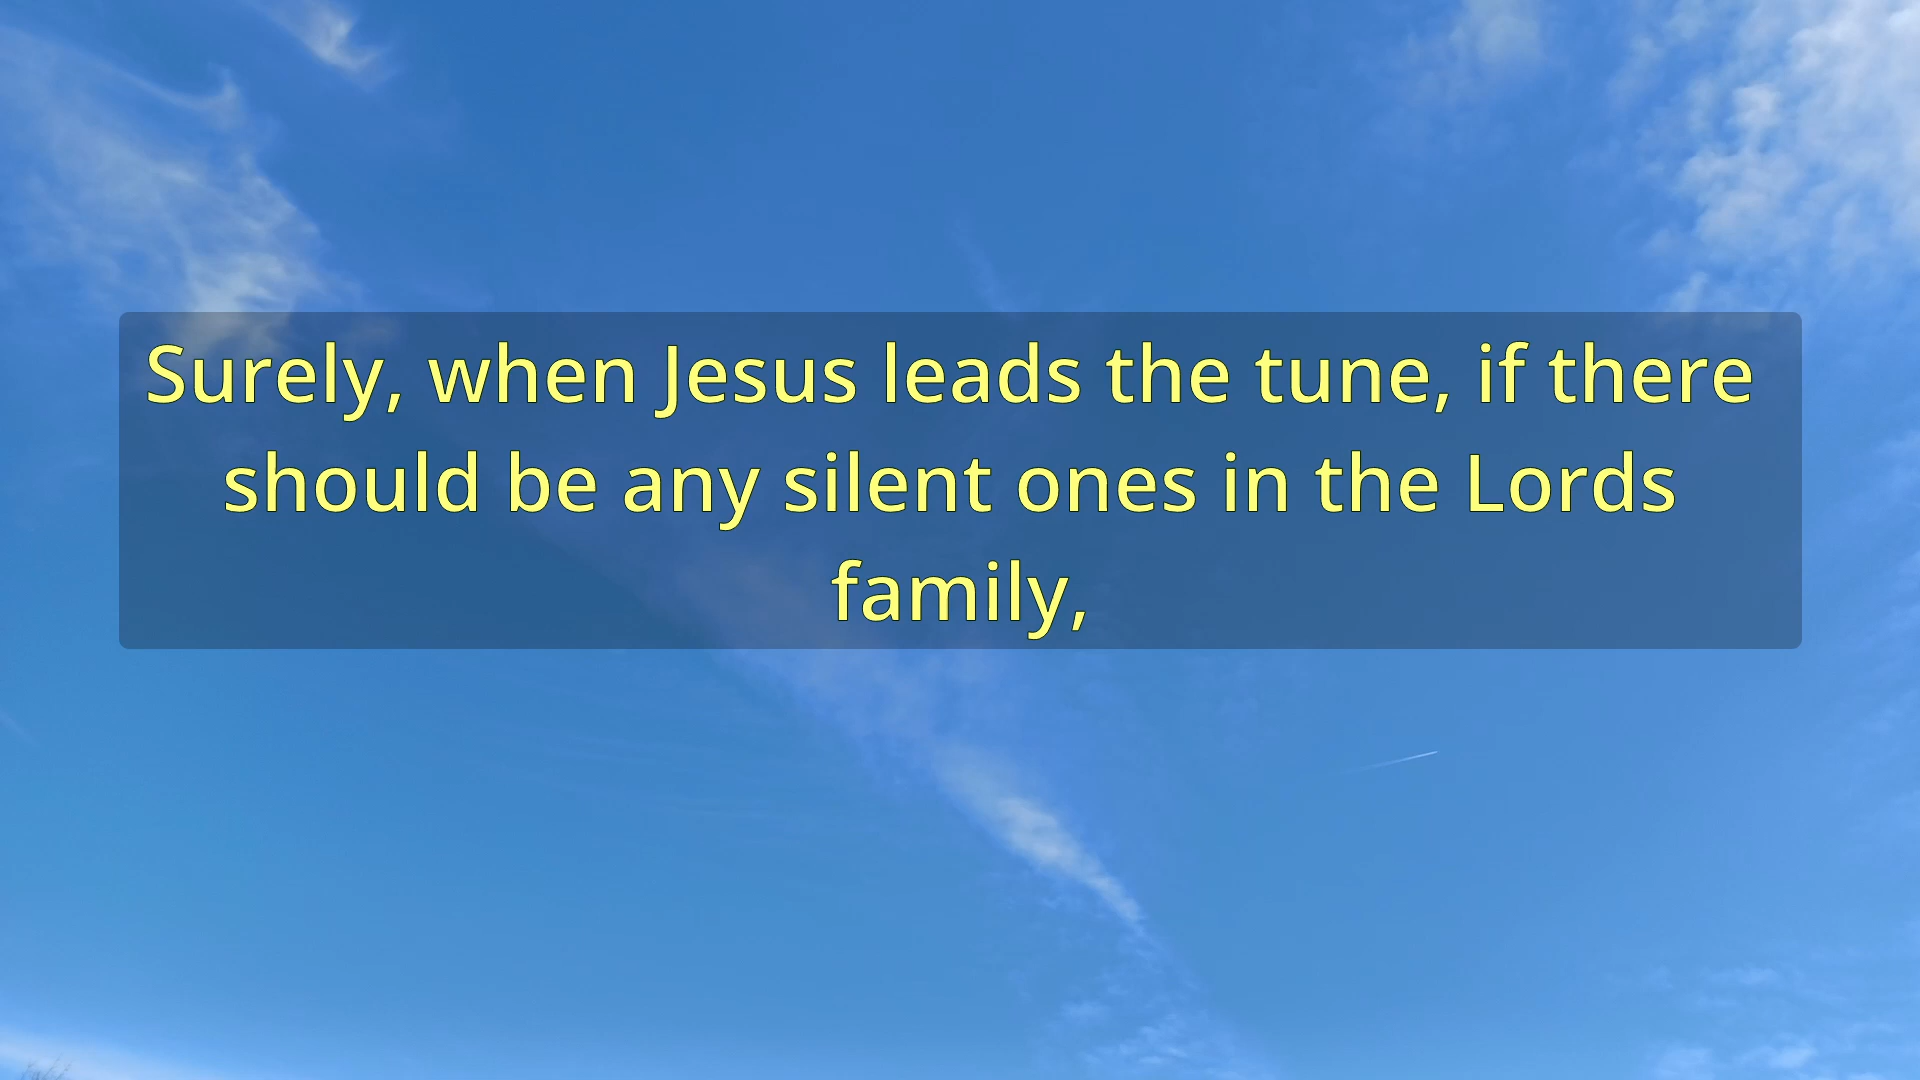 Surely, when Jesus leads the tune, if there
should be any silent ones in the Lords
family,